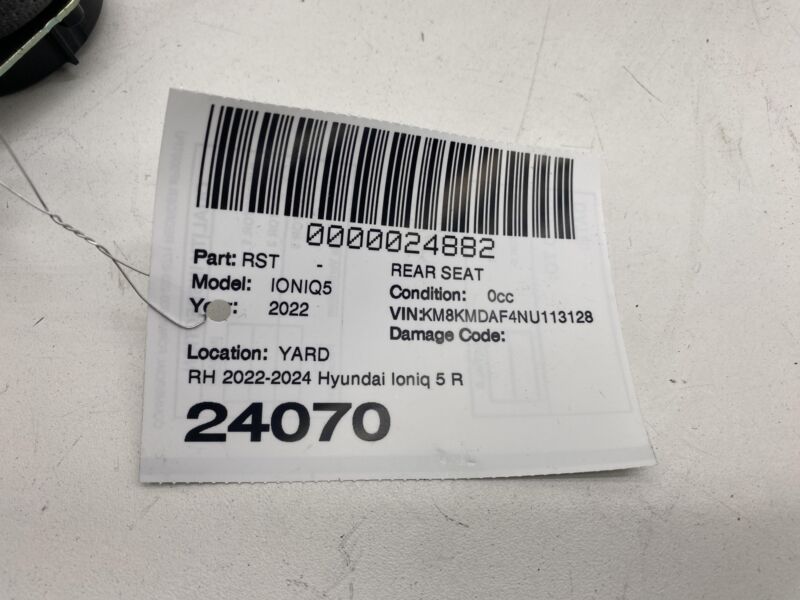 0000024882
Part: RST - REAR SEAT
Model: IONIQ5 Condition: 0cc
Year: 2022 VIN:KM8KMDAF4NU113128
Damage Code:
Location: YARD
RH 2022-2024 Hyundai Ioniq 5 R
24070